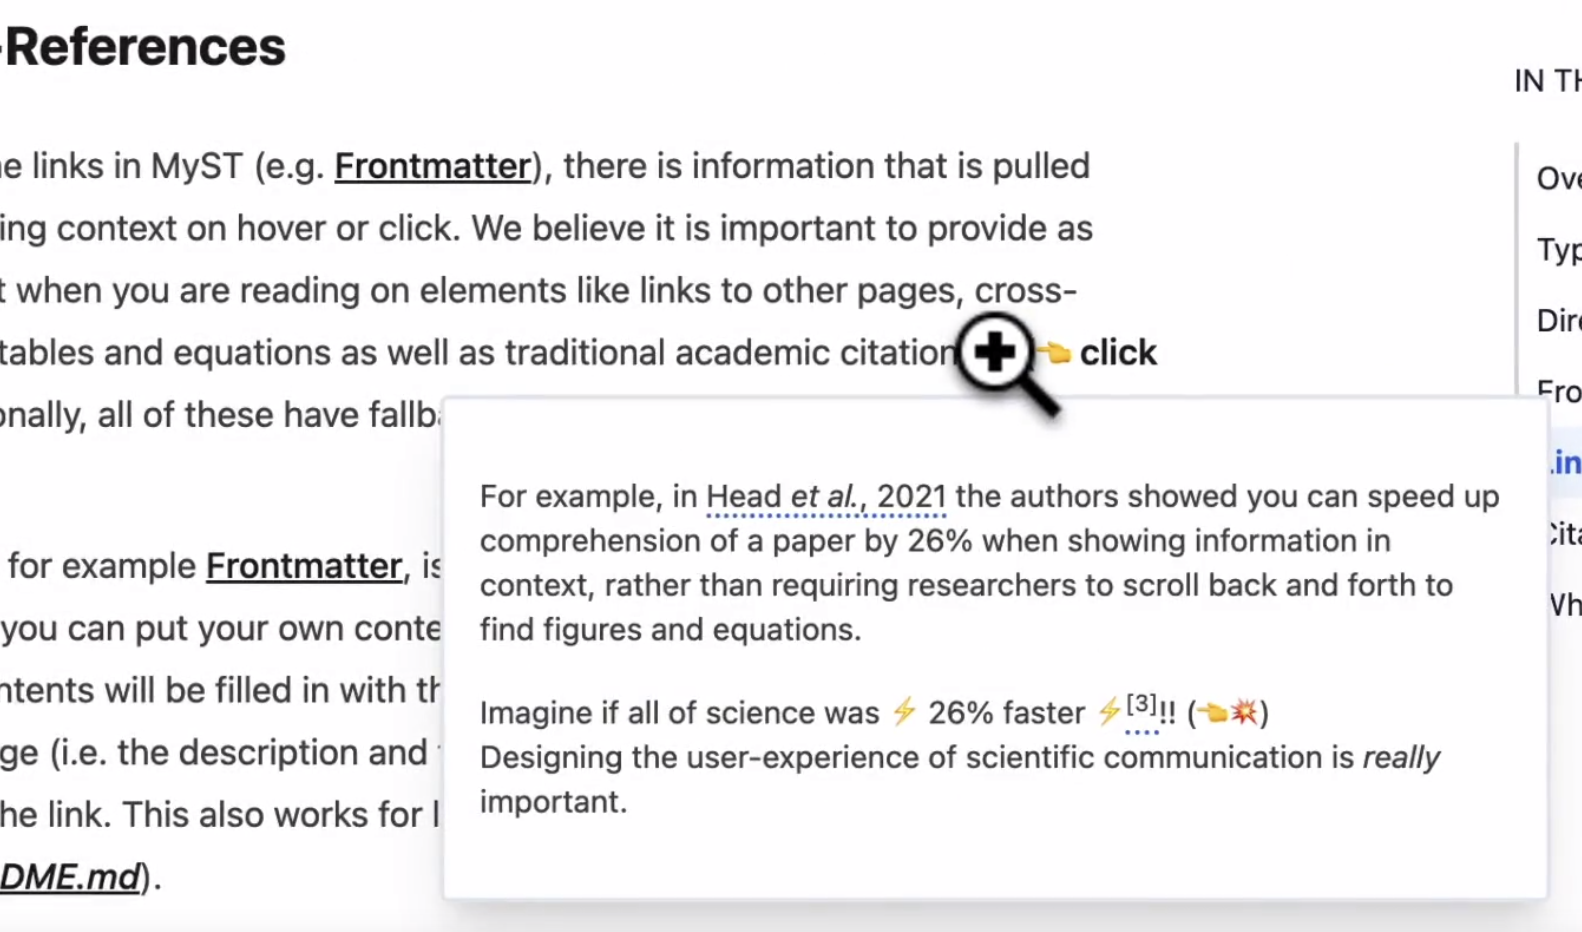 -References
IN TH
e links in MyST (e.g. Frontmatter), there is information that is pulled
ing context on hover or click. We believe it is important to provide as
t when you are reading on elements like links to other pages, cross-
tables and equations as well as traditional academic citation 👈 click
onally, all of these have fallba
Ove
Typ
Dire
Fro
Lin
Cita
Wh
For example, in Head et al., 2021 the authors showed you can speed up
comprehension of a paper by 26% when showing information in
context, rather than requiring researchers to scroll back and forth to
find figures and equations.
Imagine if all of science was ⚡ 26% faster ⚡[3]!! (👈💥)
Designing the user-experience of scientific communication is really
important.
for example Frontmatter, is
you can put your own conte
ntents will be filled in with th
ge (i.e. the description and
he link. This also works for l
DME.md).